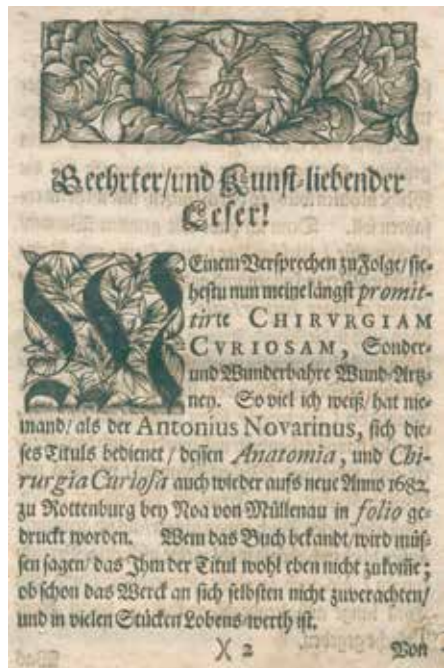 Geehrter/und Kunst-liebender
Leser!
MEinem Versprechen zu Folge/sie-
hestu nun meine längst promit-
tirte CHIRVRGIAM
CVRIOSAM, Sonder-
und Wunderbahre Wund-Artz-
ney. So viel ich weiß/ hat nie-
mand/ als der Antonius Novarinus, sich die-
ses Tituls bedienet / dessen Anatomia, und Chi-
rurgia Curiosa auch wieder aufs neue Anno 1682.
zu Rottenburg bey Noa von Müllenau in folio ge-
druckt worden. Wem das Buch bekandt/ wird müs-
sen sagen/ das Ihm der Titul wohl eben nicht zukom̃e;
ob schon das Werck an sich selbsten nicht zuverachten/
und in vielen Stücken Lobens-werth ist.
X 2 Von